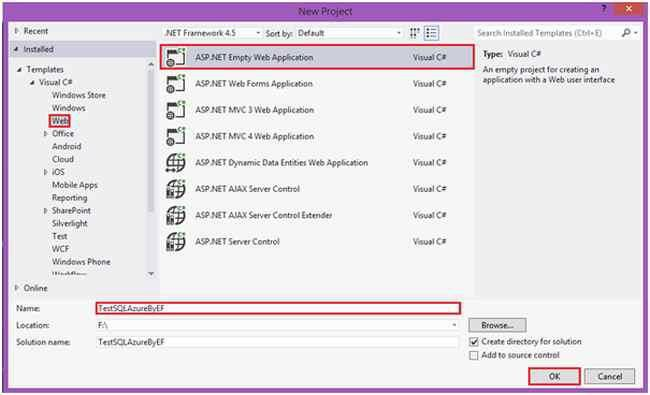 New Project
? X
Recent
.NET Framework 4.5
Sort by: Default
Search Installed Templates (Ctrl+E)
Installed
Templates
Visual C#
Windows Store
Windows
Web
Office
Android
Cloud
iOS
Mobile Apps
Reporting
SharePoint
Silverlight
Test
WCF
Windows Phone
Workflow
Online
ASP.NET Empty Web Application Visual C#
ASP.NET Web Forms Application Visual C#
ASP.NET MVC 3 Web Application Visual C#
ASP.NET MVC 4 Web Application Visual C#
ASP.NET Dynamic Data Entities Web Application Visual C#
ASP.NET AJAX Server Control Visual C#
ASP.NET AJAX Server Control Extender Visual C#
ASP.NET Server Control Visual C#
Type: Visual C#
An empty project for creating an
application with a Web user interface
Name: TestSQLAzureByEF
Location: F:\
Browse...
Solution name: TestSQLAzureByEF
Create directory for solution
Add to source control
OK Cancel